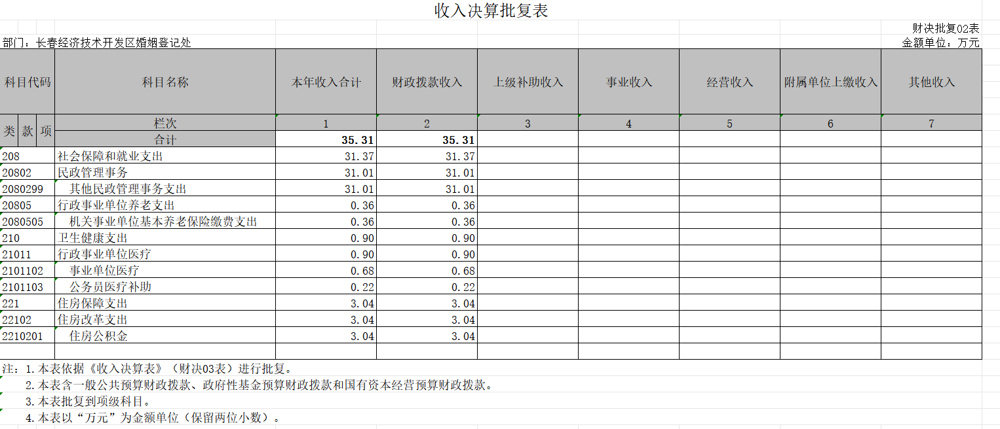 收入决算批复表
财决批复02表
部门：长春经济技术开发区婚姻登记处 金额单位：万元
科目代码 科目名称 本年收入合计 财政拨款收入 上级补助收入 事业收入 经营收入 附属单位上缴收入 其他收入
类 款 项 栏次 1 2 3 4 5 6 7
合计 35.31 35.31
208 社会保障和就业支出 31.37 31.37
20802 民政管理事务 31.01 31.01
2080299 其他民政管理事务支出 31.01 31.01
20805 行政事业单位养老支出 0.36 0.36
2080505 机关事业单位基本养老保险缴费支出 0.36 0.36
210 卫生健康支出 0.90 0.90
21011 行政事业单位医疗 0.90 0.90
2101102 事业单位医疗 0.68 0.68
2101103 公务员医疗补助 0.22 0.22
221 住房保障支出 3.04 3.04
22102 住房改革支出 3.04 3.04
2210201 住房公积金 3.04 3.04
注：1.本表依据《收入决算表》（财决03表）进行批复。
2.本表含一般公共预算财政拨款、政府性基金预算财政拨款和国有资本经营预算财政拨款。
3.本表批复到项级科目。
4.本表以“万元”为金额单位（保留两位小数）。